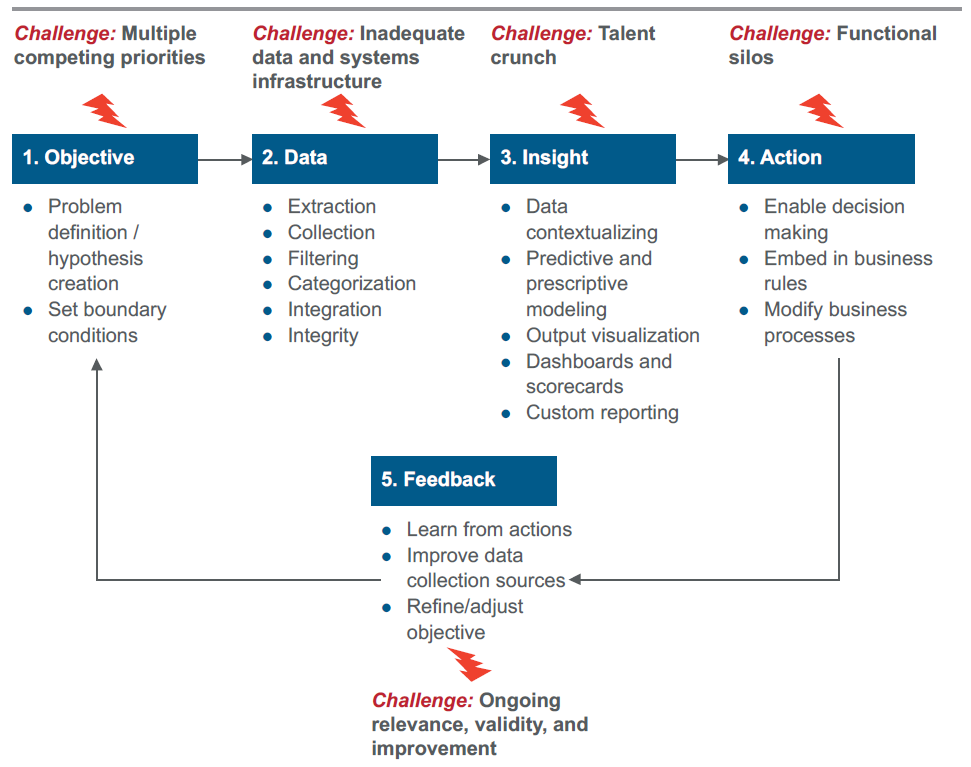 Challenge: Multiple
competing priorities
Challenge: Inadequate
data and systems
infrastructure
Challenge: Talent
crunch
Challenge: Functional
silos
1. Objective
2. Data
3. Insight
4. Action
• Problem
definition /
hypothesis
creation
• Set boundary
conditions
• Extraction
• Collection
• Filtering
• Categorization
• Integration
• Integrity
• Data
contextualizing
• Predictive and
prescriptive
modeling
• Output visualization
• Dashboards and
scorecards
• Custom reporting
• Enable decision
making
• Embed in business
rules
• Modify business
processes
5. Feedback
• Learn from actions
• Improve data
collection sources
• Refine/adjust
objective
Challenge: Ongoing
relevance, validity, and
improvement